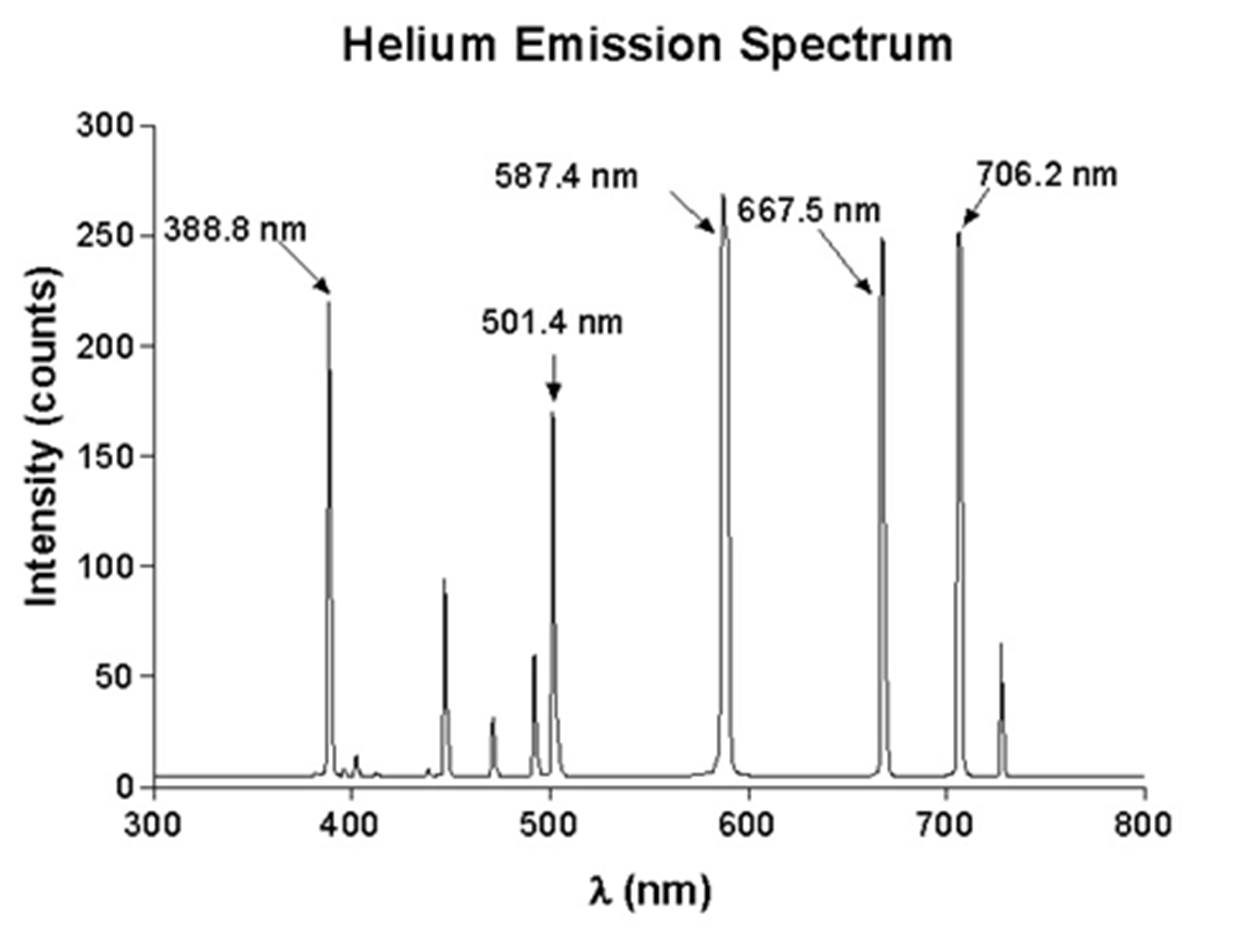 Helium Emission Spectrum
300
250
200
150
100
50
0
Intensity (counts)
388.8 nm
501.4 nm
587.4 nm
667.5 nm
706.2 nm
300 400 500 600 700 800
λ (nm)